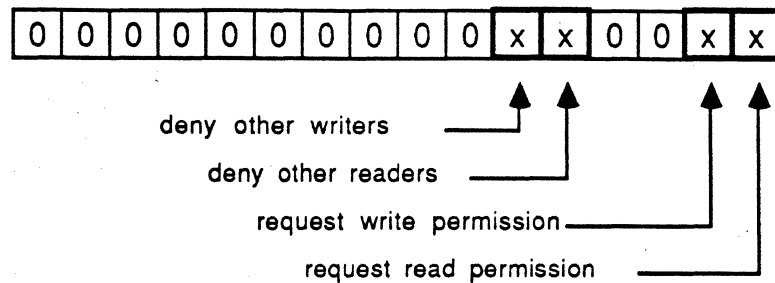 0 0 0 0 0 0 0 0 0 0 x x 0 0 x x
deny other writers
deny other readers
request write permission
request read permission